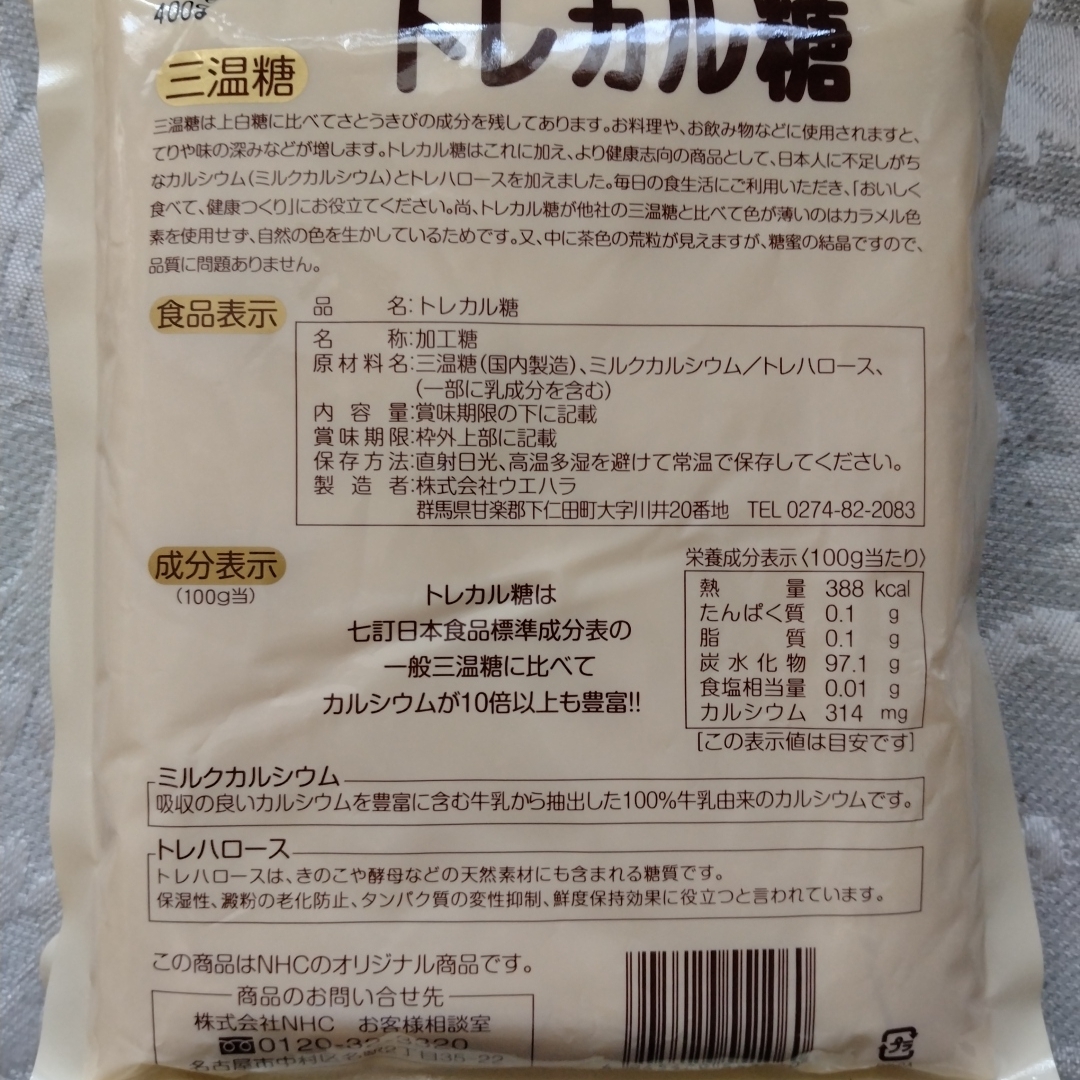 400g
トレカル糖
三温糖
三温糖は上白糖に比べてさとうきびの成分を残してあります。お料理や、お飲み物などに使用されますと、
てりや味の深みなどが増します。トレカル糖はこれに加え、より健康志向の商品として、日本人に不足しがち
なカルシウム(ミルクカルシウム)とトレハロースを加えました。毎日の食生活にご利用いただき、「おいしく
食べて、健康つくり」にお役立てください。尚、トレカル糖が他社の三温糖と比べて色が薄いのはカラメル色
素を使用せず、自然の色を生かしているためです。又、中に茶色の荒粒が見えますが、糖蜜の結晶ですので、
品質に問題ありません。
食品表示
品名:トレカル糖
名称:加工糖
原材料名:三温糖(国内製造)、ミルクカルシウム/トレハロース、
(一部に乳成分を含む)
内容量:賞味期限の下に記載
賞味期限:枠外上部に記載
保存方法:直射日光、高温多湿を避けて常温で保存してください。
製造者:株式会社ウエハラ
群馬県甘楽郡下仁田町大字川井20番地 TEL 0274-82-2083
成分表示
(100g当)
トレカル糖は
七訂日本食品標準成分表の
一般三温糖に比べて
カルシウムが10倍以上も豊富!!
栄養成分表示〈100g当たり〉
熱量 388 kcal
たんぱく質 0.1 g
脂質 0.1 g
炭水化物 97.1 g
食塩相当量 0.01 g
カルシウム 314 mg
[この表示値は目安です]
ミルクカルシウム
吸収の良いカルシウムを豊富に含む牛乳から抽出した100%牛乳由来のカルシウムです。
トレハロース
トレハロースは、きのこや酵母などの天然素材にも含まれる糖質です。
保湿性、澱粉の老化防止、タンパク質の変性抑制、鮮度保持効果に役立つと言われています。
この商品はNHCのオリジナル商品です。
商品のお問い合せ先
株式会社NHC お客様相談室
0120-32-3320
名古屋市中村区名駅2丁目35-22
プラ